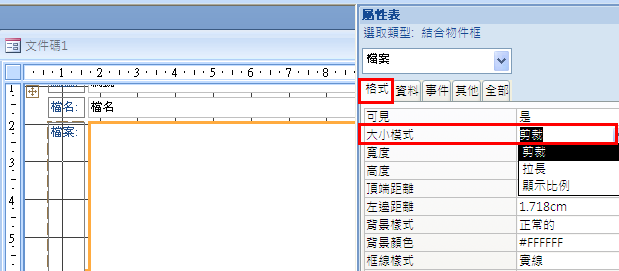 屬性表
選取類型: 結合物件框
檔案
格式 資料 事件 其他 全部
可見 是
大小模式 剪裁
寬度 剪裁
高度 拉長
頂端距離 顯示比例
左邊距離 1.718cm
背景樣式 正常的
背景顏色 #FFFFFF
框線樣式 實線
文件碼1
1 2 3 4 5 6 7 8
1
檔名: 檔名
2
檔案:
3
4
5